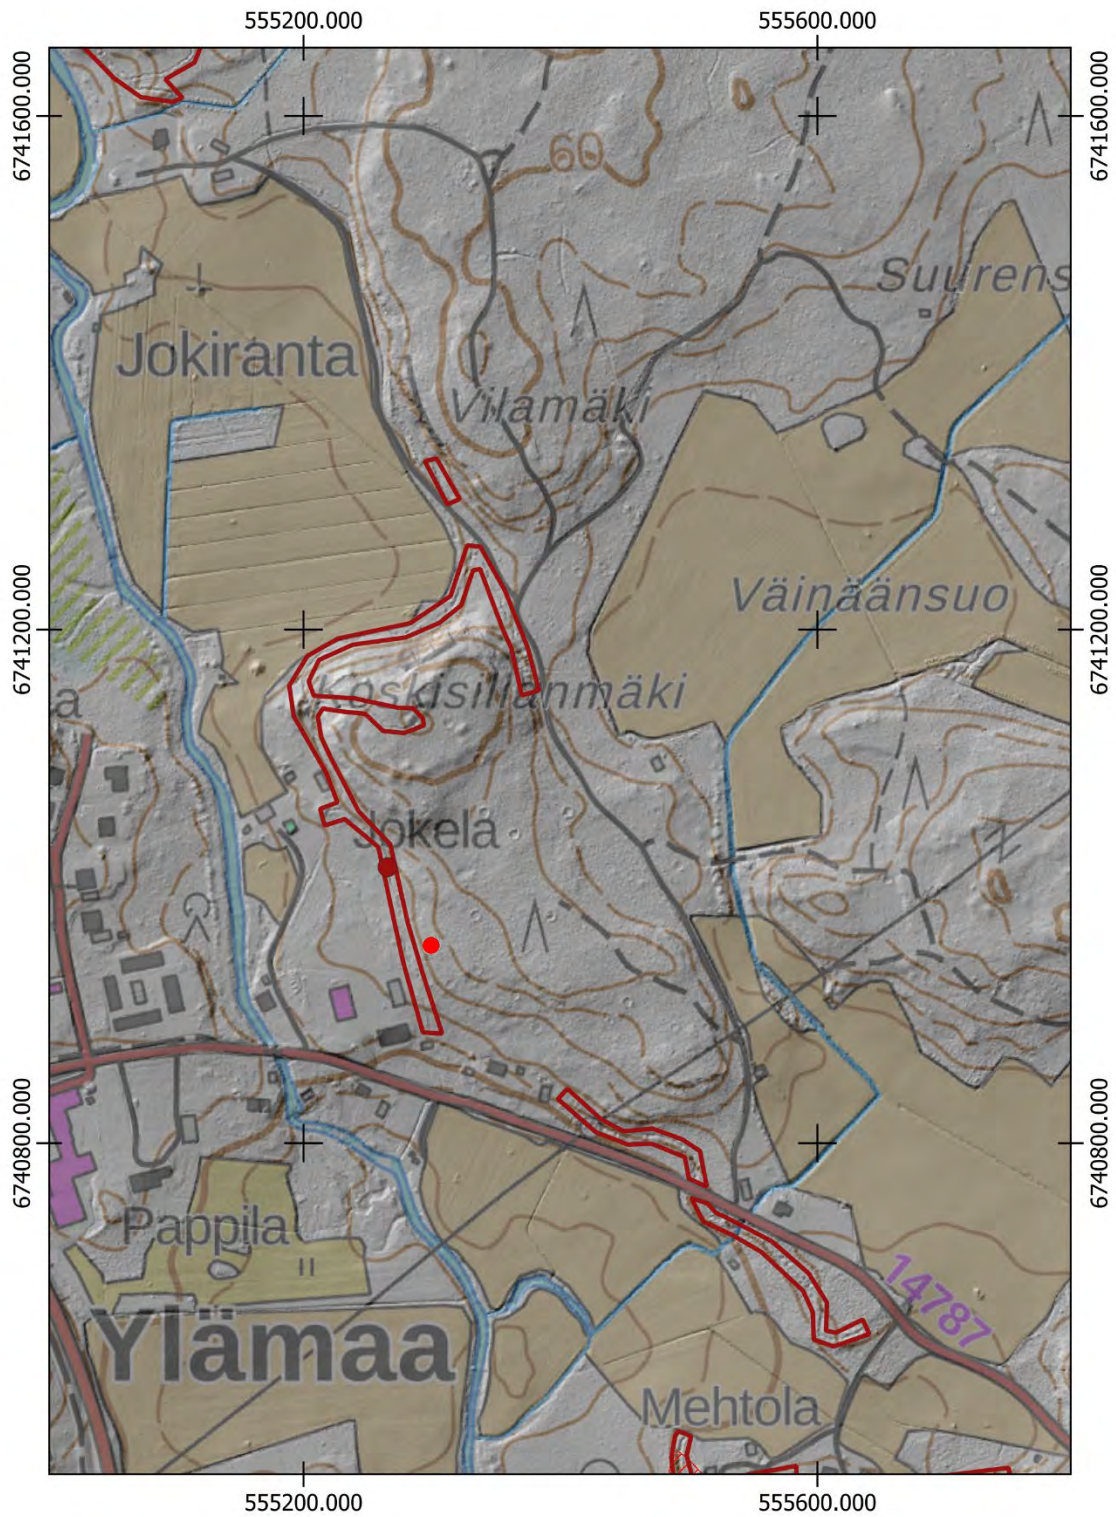 555200.000 555600.000
6741600.000
6741600.000
60
Suurens
Jokiranta
Vilamäki
6741200.000
6741200.000
Väinäänsuo
Koskisillanmäki
a
Jokela
6740800.000
6740800.000
Pappila
14787
Ylämaa
Mehtola
555200.000 555600.000